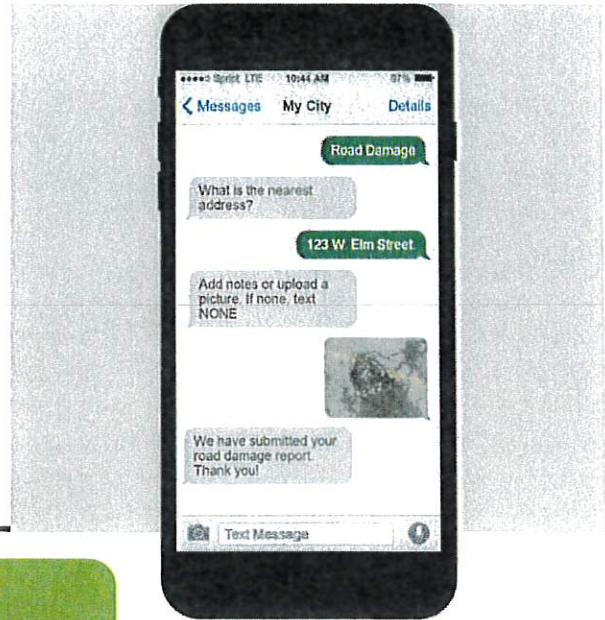 Sprint LTE 10:44 AM 87%
Messages My City Details
Road Damage
What is the nearest
address?
123 W. Elm Street
Add notes or upload a
picture. If none, text
NONE
We have submitted your
road damage report.
Thank you!
Text Message